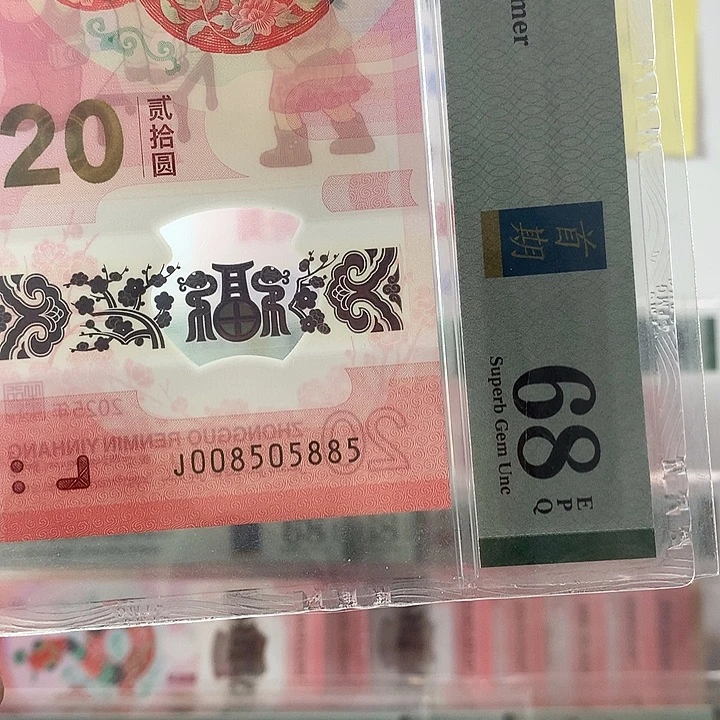 20
贰拾圆
2025年
ZHONGGUO RENMIN YINHANG
20
J008505885
mer
首期
68
EPQ
Superb Gem Unc